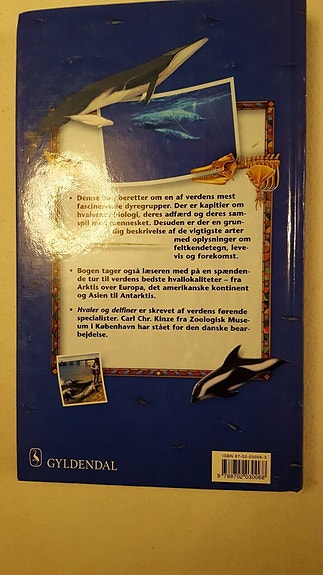 • Denne bog beretter om en af verdens mest
fascinerende dyregrupper. Der er kapitler om
hvalernes biologi, deres adfærd og deres sam-
spil med mennesket. Desuden er der en grun-
dig beskrivelse af de vigtigste arter
med oplysninger om
feltkendetegn, leve-
vis og forekomst.
• Bogen tager også læseren med på en spænden-
de tur til verdens bedste hvallokaliteter – fra
Arktis over Europa, det amerikanske kontinent
og Asien til Antarktis.
• Hvaler og delfiner er skrevet af verdens førende
specialister. Carl Chr. Kinze fra Zoologisk Muse-
um i København har stået for den danske bear-
bejdelse.
GYLDENDAL
ISBN 87-02-03006-3
9 788702 030068